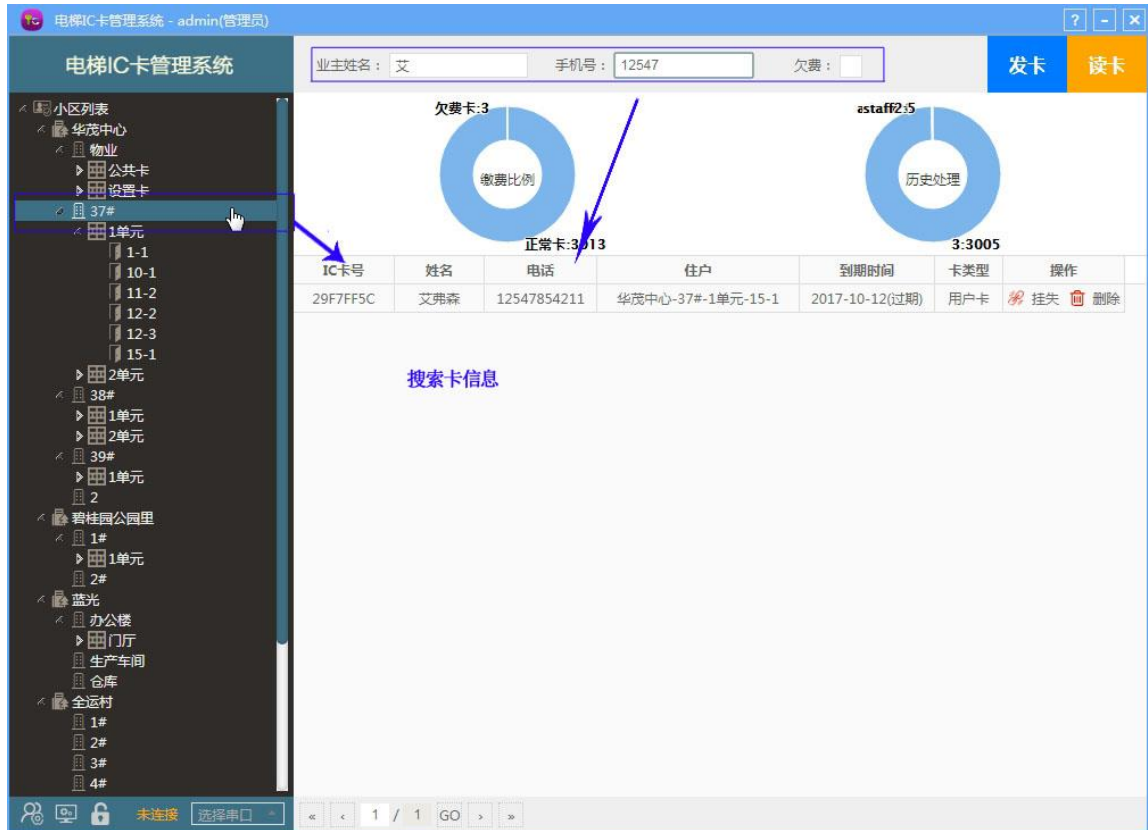 电梯IC卡管理系统 - admin(管理员)
? - ×
电梯IC卡管理系统
业主姓名： 艾 手机号： 12547 欠费：
发卡 读卡
小区列表
华茂中心
物业
公共卡
设置卡
37#
1单元
1-1
10-1
11-2
12-2
12-3
15-1
2单元
38#
1单元
2单元
39#
1单元
2
碧桂园公园里
1#
1单元
2#
蓝光
办公楼
门厅
生产车间
仓库
全运村
1#
2#
3#
4#
未连接 选择串口
欠费卡:3
缴费比例
正常卡:3013
历史处理
3:3005
IC卡号 姓名 电话 住户 到期时间 卡类型 操作
29F7FF5C 艾弗森 12547854211 华茂中心-37#-1单元-15-1 2017-10-12(过期) 用户卡 挂失 删除
搜索卡信息
« ‹ 1 / 1 GO › »